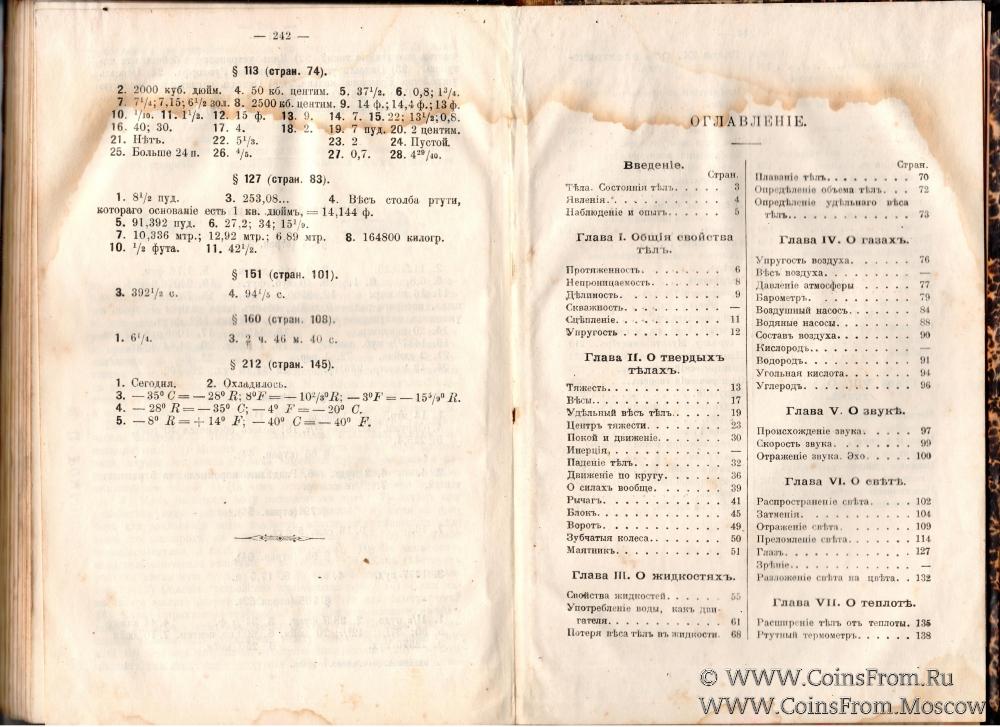 — 242 —
§ 113 (стран. 74).
2. 2000 куб. дюйм. 4. 50 кб. центим. 5. 37¹/₂. 6. 0,8; 1³/₄.
7. 7¹/₄; 7,15; 6¹/₂ зол. 8. 2500 кб. центим. 9. 14 ф.; 14,4 ф.; 13 ф.
10. ¹/₁₀. 11. 1¹/₂. 12. 15 ф. 13. 9. 14. 7. 15. 22; 13¹/₂; 0,8.
16. 40; 30. 17. 4. 18. 2. 19. 7 пуд. 20. 2 центим.
21. Нѣтъ. 22. 5¹/₃. 23. 2 24. Пустой.
25. Больше 24 п. 26. ⁴/₅. 27. 0,7. 28. 4²⁹/₄₀.
§ 127 (стран. 83).
1. 8¹/₂ пуд. 3. 253,08... 4. Вѣсъ столба ртути,
котораго основаніе есть 1 кв. дюймъ, = 14,144 ф.
5. 91,392 пуд. 6. 27,2; 34; 15¹/₉.
7. 10,336 мтр.; 12,92 мтр.; 6,89 мтр. 8. 164800 килогр.
10. ¹/₂ фута. 11. 42¹/₂.
§ 151 (стран. 101).
3. 392¹/₂ с. 4. 94¹/₅ с.
§ 160 (стран. 108).
1. 6¹/₄. 3. 2 ч. 46 м. 40 с.
§ 212 (стран. 145).
1. Сегодня. 2. Охладилось.
3. — 35⁰ C = — 28⁰ R; 8⁰F = — 10²/₃⁰R; — 3⁰F = — 15⁵/₉⁰ R.
4. — 28⁰ R = — 35⁰ C; —4⁰ F = — 20⁰ C.
5. —8⁰ R = + 14⁰ F; —40⁰ C = —40⁰ F.
ОГЛАВЛЕНІЕ.
Введеніе.
Стран.
Тѣла. Состоянія тѣлъ. . . . . 3
Явленія. . . . . . . . . . . 4
Наблюденіе и опытъ. . . . . . 5
Глава I. Общія свойства
тѣлъ.
Протяженность. . . . . . . . 6
Непроницаемость. . . . . . . 8
Дѣлимость. . . . . . . . . . 9
Скважность. . . . . . . . . —
Сцѣпленіе. . . . . . . . . . 11
Упругость . . . . . . . . . 12
Глава II. О твердыхъ
тѣлахъ.
Тяжесть. . . . . . . . . . . 13
Вѣсы. . . . . . . . . . . . 17
Удѣльный вѣсъ тѣлъ. . . . . . 19
Центръ тяжести. . . . . . . . 23
Покой и движеніе. . . . . . . 30
Инерція. . . . . . . . . . . —
Паденіе тѣлъ. . . . . . . . . 32
Движеніе по кругу. . . . . . 36
О силахъ вообще. . . . . . . 39
Рычагъ. . . . . . . . . . . 41
Блокъ. . . . . . . . . . . . 45
Воротъ. . . . . . . . . . . 49
Зубчатыя колеса. . . . . . . 50
Маятникъ. . . . . . . . . . 51
Глава III. О жидкостяхъ.
Свойства жидкостей. . . . . . 55
Употребленіе воды, какъ дви-
гателя. . . . . . . . . . . 61
Потеря вѣса тѣлъ въ жидкости. 68
Стран.
Плаваніе тѣлъ. . . . . . . . 70
Опредѣленіе объема тѣлъ. . . 72
Опредѣленіе удѣльнаго вѣса
тѣлъ. . . . . . . . . . . . 73
Глава IV. О газахъ.
Упругость воздуха. . . . . . 76
Вѣсъ воздуха. . . . . . . . —
Давленіе атмосферы . . . . . 77
Барометръ. . . . . . . . . . 79
Воздушный насосъ. . . . . . . 84
Водяные насосы. . . . . . . . 88
Составъ воздуха. . . . . . . 90
Кислородъ. . . . . . . . . . —
Водородъ. . . . . . . . . . 91
Угольная кислота. . . . . . . 94
Углеродъ. . . . . . . . . . 96
Глава V. О звукѣ.
Происхожденіе звука. . . . . 97
Скорость звука. . . . . . . . 99
Отраженіе звука. Эхо. . . . . 100
Глава VI. О свѣтѣ.
Распространеніе свѣта. . . . 102
Затменія. . . . . . . . . . 104
Отраженіе свѣта. . . . . . . 109
Преломленіе свѣта. . . . . . 114
Глазъ. . . . . . . . . . . . 127
Зрѣніе. . . . . . . . . . . —
Разложеніе свѣта на цвѣта. . 132
Глава VII. О теплотѣ.
Расширеніе тѣлъ отъ теплоты. 135
Ртутный термометръ. . . . . . 138
© WWW.CoinsFrom.Ru
WWW.CoinsFrom.Moscow